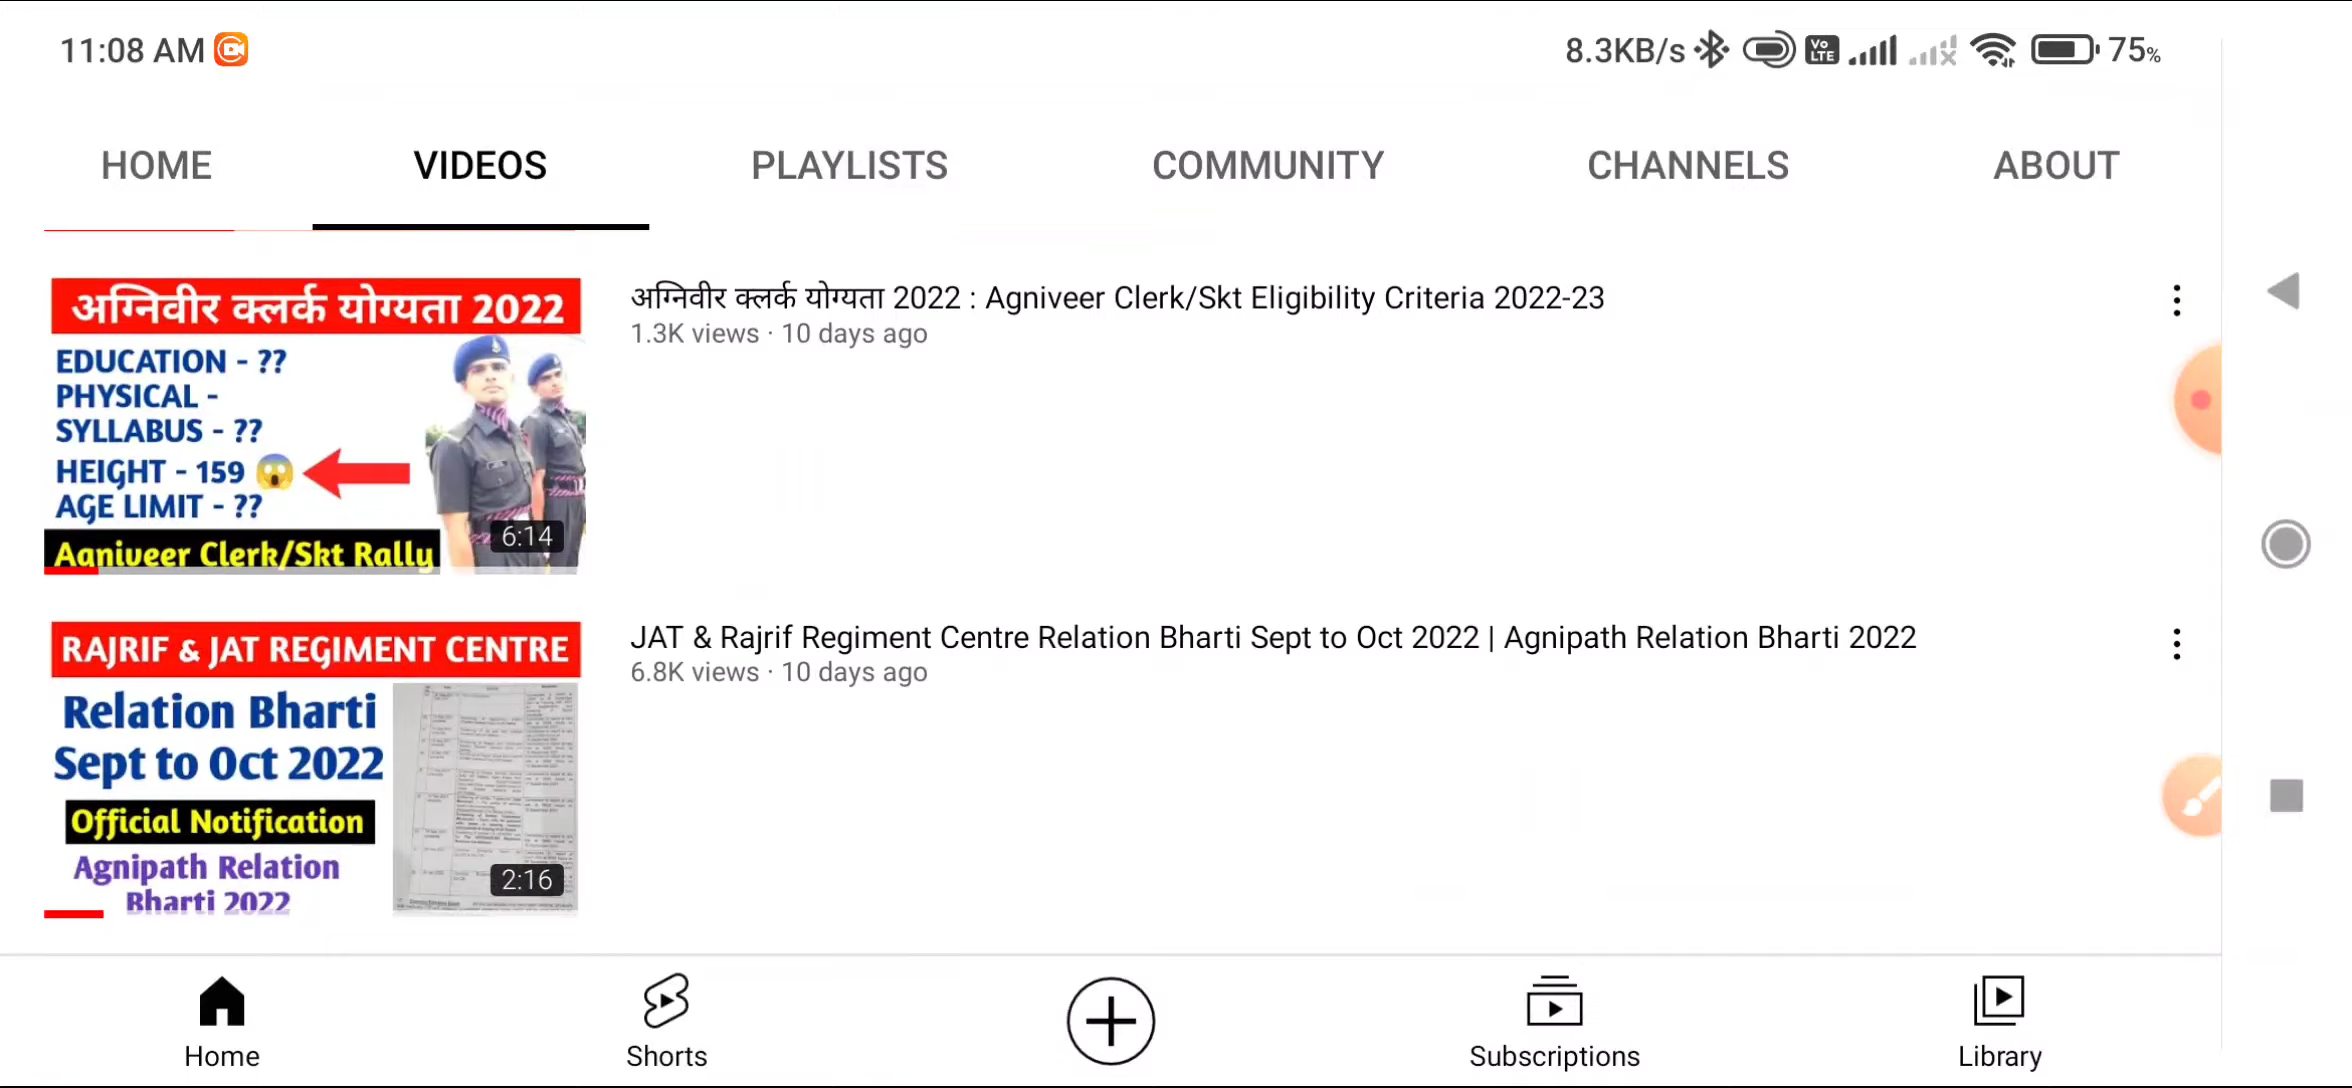 11:08 AM
8.3KB/s
Vo LTE
75%
HOME
VIDEOS
PLAYLISTS
COMMUNITY
CHANNELS
ABOUT
अग्निवीर क्लर्क योग्यता 2022
EDUCATION - ??
PHYSICAL -
SYLLABUS - ??
HEIGHT - 159
AGE LIMIT - ??
Agniveer Clerk/Skt Rally
6:14
अग्निवीर क्लर्क योग्यता 2022 : Agniveer Clerk/Skt Eligibility Criteria 2022-23
1.3K views · 10 days ago
RAJRIF & JAT REGIMENT CENTRE
Relation Bharti
Sept to Oct 2022
Official Notification
Agnipath Relation
Bharti 2022
2:16
JAT & Rajrif Regiment Centre Relation Bharti Sept to Oct 2022 | Agnipath Relation Bharti 2022
6.8K views · 10 days ago
Home
Shorts
Subscriptions
Library